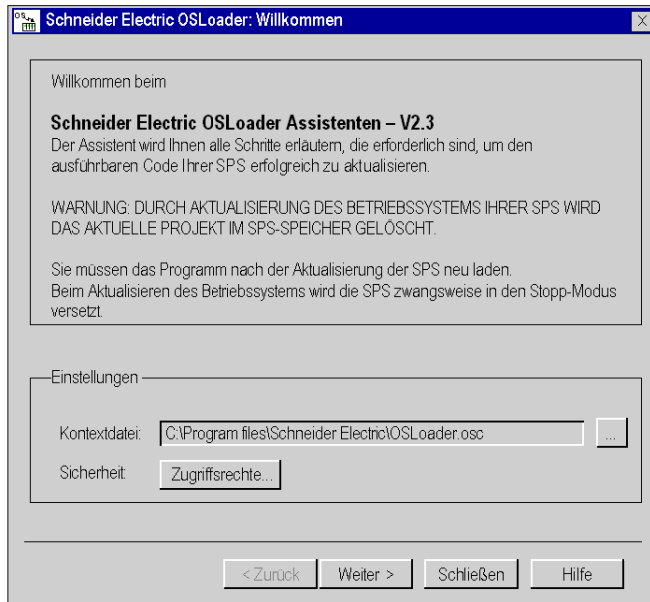 OS
Schneider Electric OSLoader: Willkommen
Willkommen beim
Schneider Electric OSLoader Assistenten – V2.3
Der Assistent wird Ihnen alle Schritte erläutern, die erforderlich sind, um den
ausführbaren Code Ihrer SPS erfolgreich zu aktualisieren.
WARNUNG: DURCH AKTUALISIERUNG DES BETRIEBSSYSTEMS IHRER SPS WIRD
DAS AKTUELLE PROJEKT IM SPS-SPEICHER GELÖSCHT.
Sie müssen das Programm nach der Aktualisierung der SPS neu laden.
Beim Aktualisieren des Betriebssystems wird die SPS zwangsweise in den Stopp-Modus
versetzt.
Einstellungen
Kontextdatei: C:\Program files\Schneider Electric\OSLoader.osc ...
Sicherheit: Zugriffsrechte...
< Zurück Weiter > Schließen Hilfe